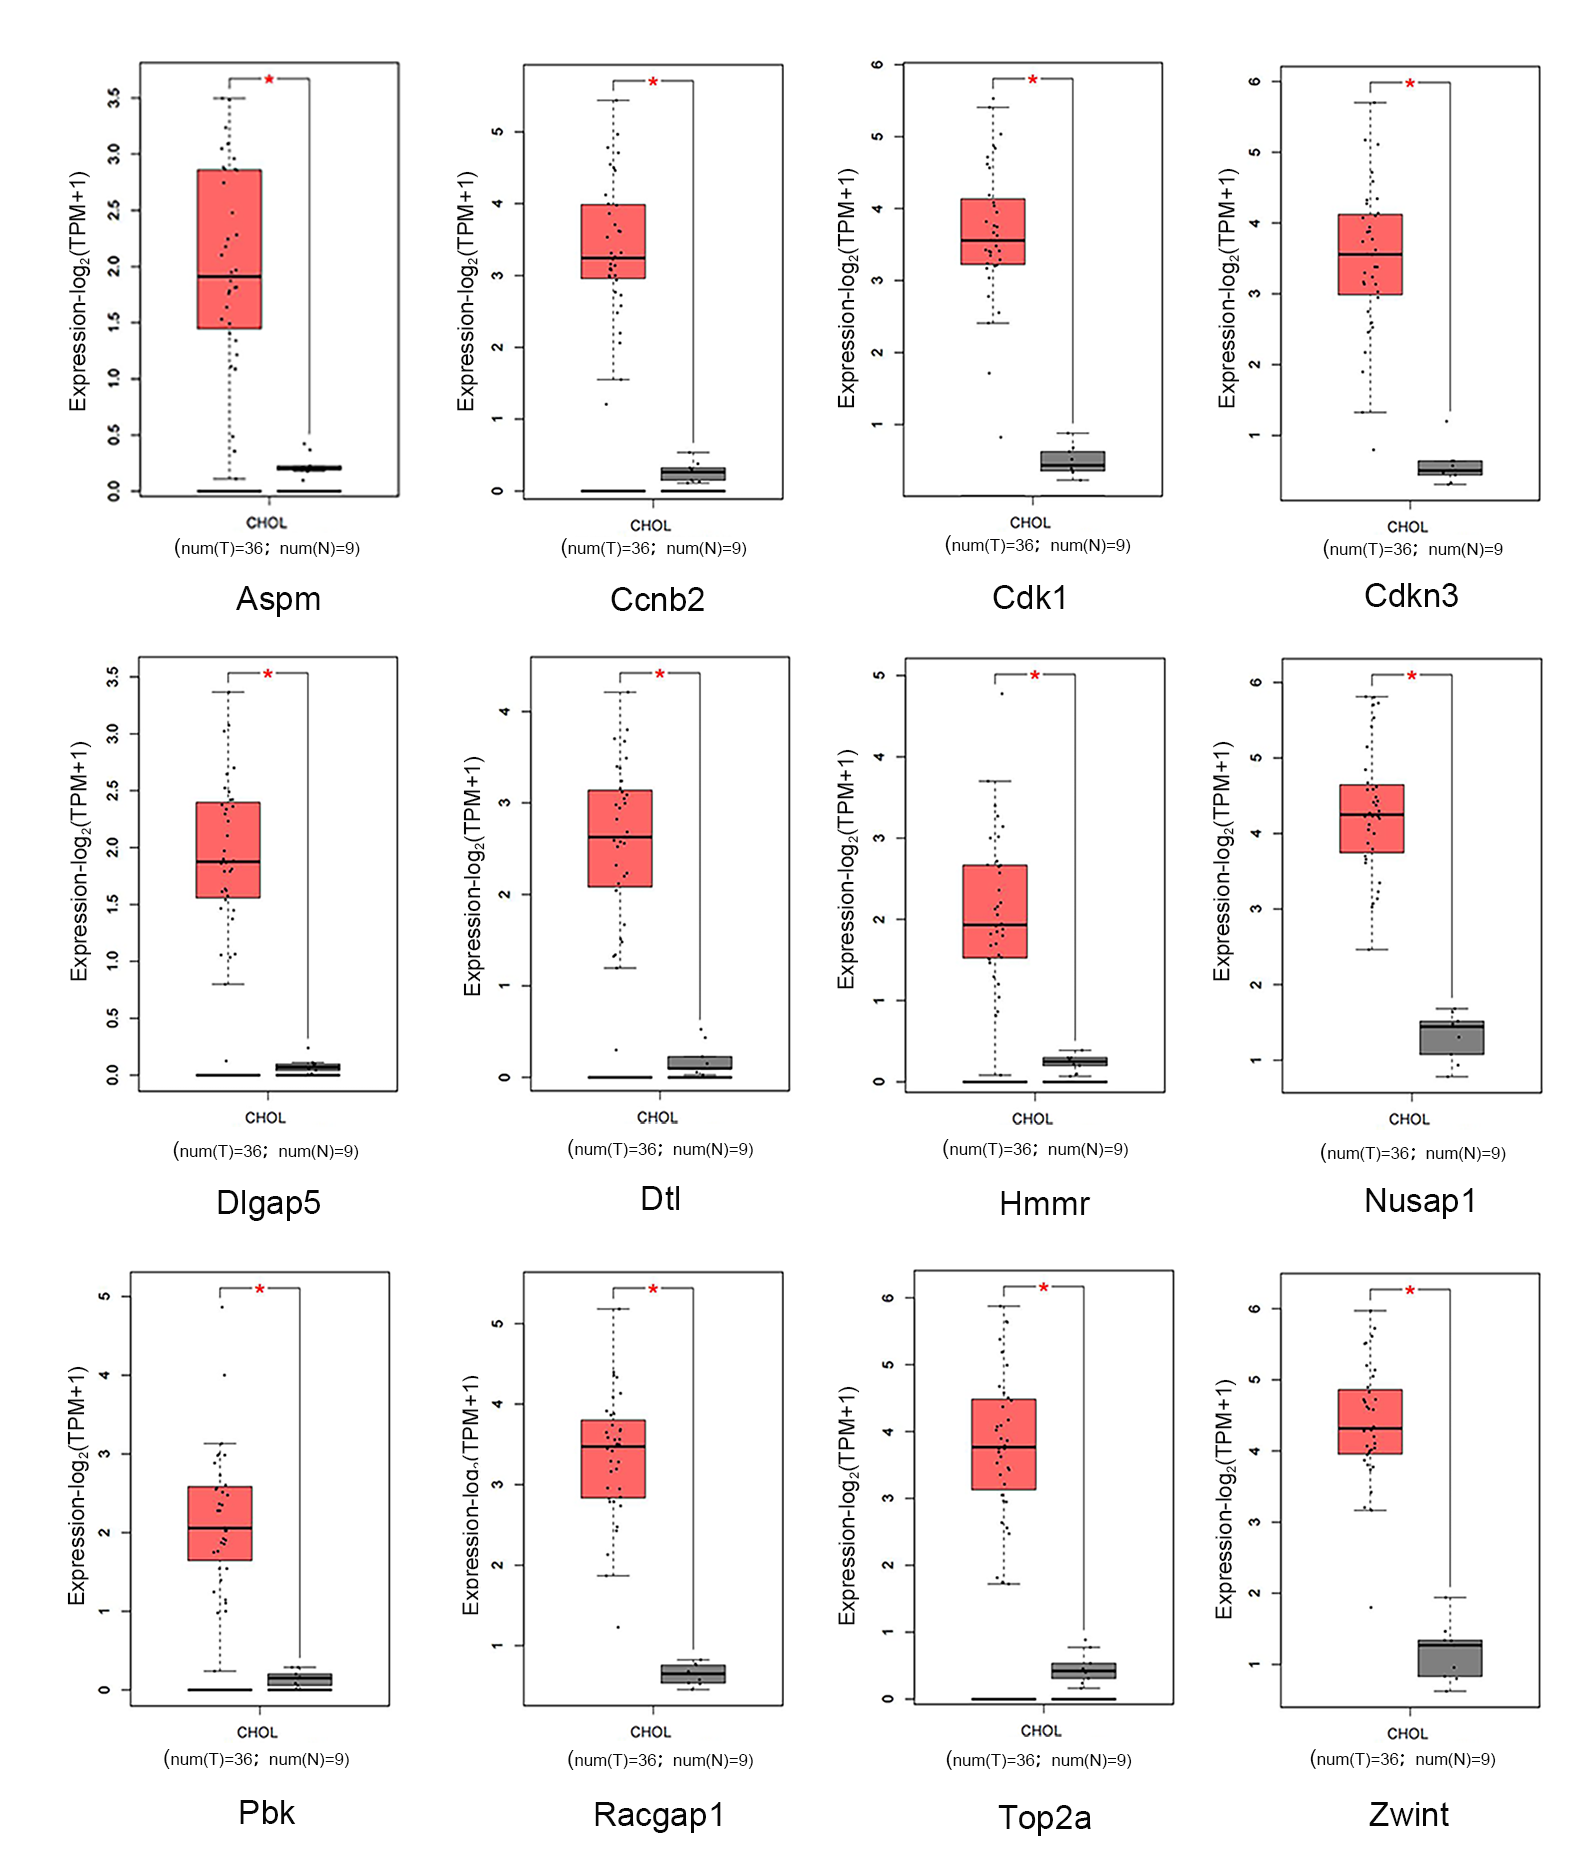 Expression-log2(TPM+1)
3.5
3.0
2.5
2.0
1.5
1.0
0.5
0.0
*
CHOL
(num(T)=36; num(N)=9)
Aspm
Expression-log2(TPM+1)
5
4
3
2
1
0
*
CHOL
(num(T)=36; num(N)=9)
Ccnb2
Expression-log2(TPM+1)
6
5
4
3
2
1
*
CHOL
(num(T)=36; num(N)=9)
Cdk1
Expression-log2(TPM+1)
6
5
4
3
2
1
*
CHOL
(num(T)=36; num(N)=9
Cdkn3
Expression-log2(TPM+1)
3.5
3.0
2.5
2.0
1.5
1.0
0.5
0.0
*
CHOL
(num(T)=36; num(N)=9)
Dlgap5
Expression-log2(TPM+1)
4
3
2
1
0
*
CHOL
(num(T)=36; num(N)=9)
Dtl
Expression-log2(TPM+1)
5
4
3
2
1
0
*
CHOL
(num(T)=36; num(N)=9)
Hmmr
Expression-log2(TPM+1)
6
5
4
3
2
1
*
CHOL
(num(T)=36; num(N)=9)
Nusap1
Expression-log2(TPM+1)
5
4
3
2
1
0
*
CHOL
(num(T)=36; num(N)=9)
Pbk
Expression-log2(TPM+1)
5
4
3
2
1
*
CHOL
(num(T)=36; num(N)=9)
Racgap1
Expression-log2(TPM+1)
6
5
4
3
2
1
0
*
CHOL
(num(T)=36; num(N)=9)
Top2a
Expression-log2(TPM+1)
6
5
4
3
2
1
*
CHOL
(num(T)=36; num(N)=9)
Zwint